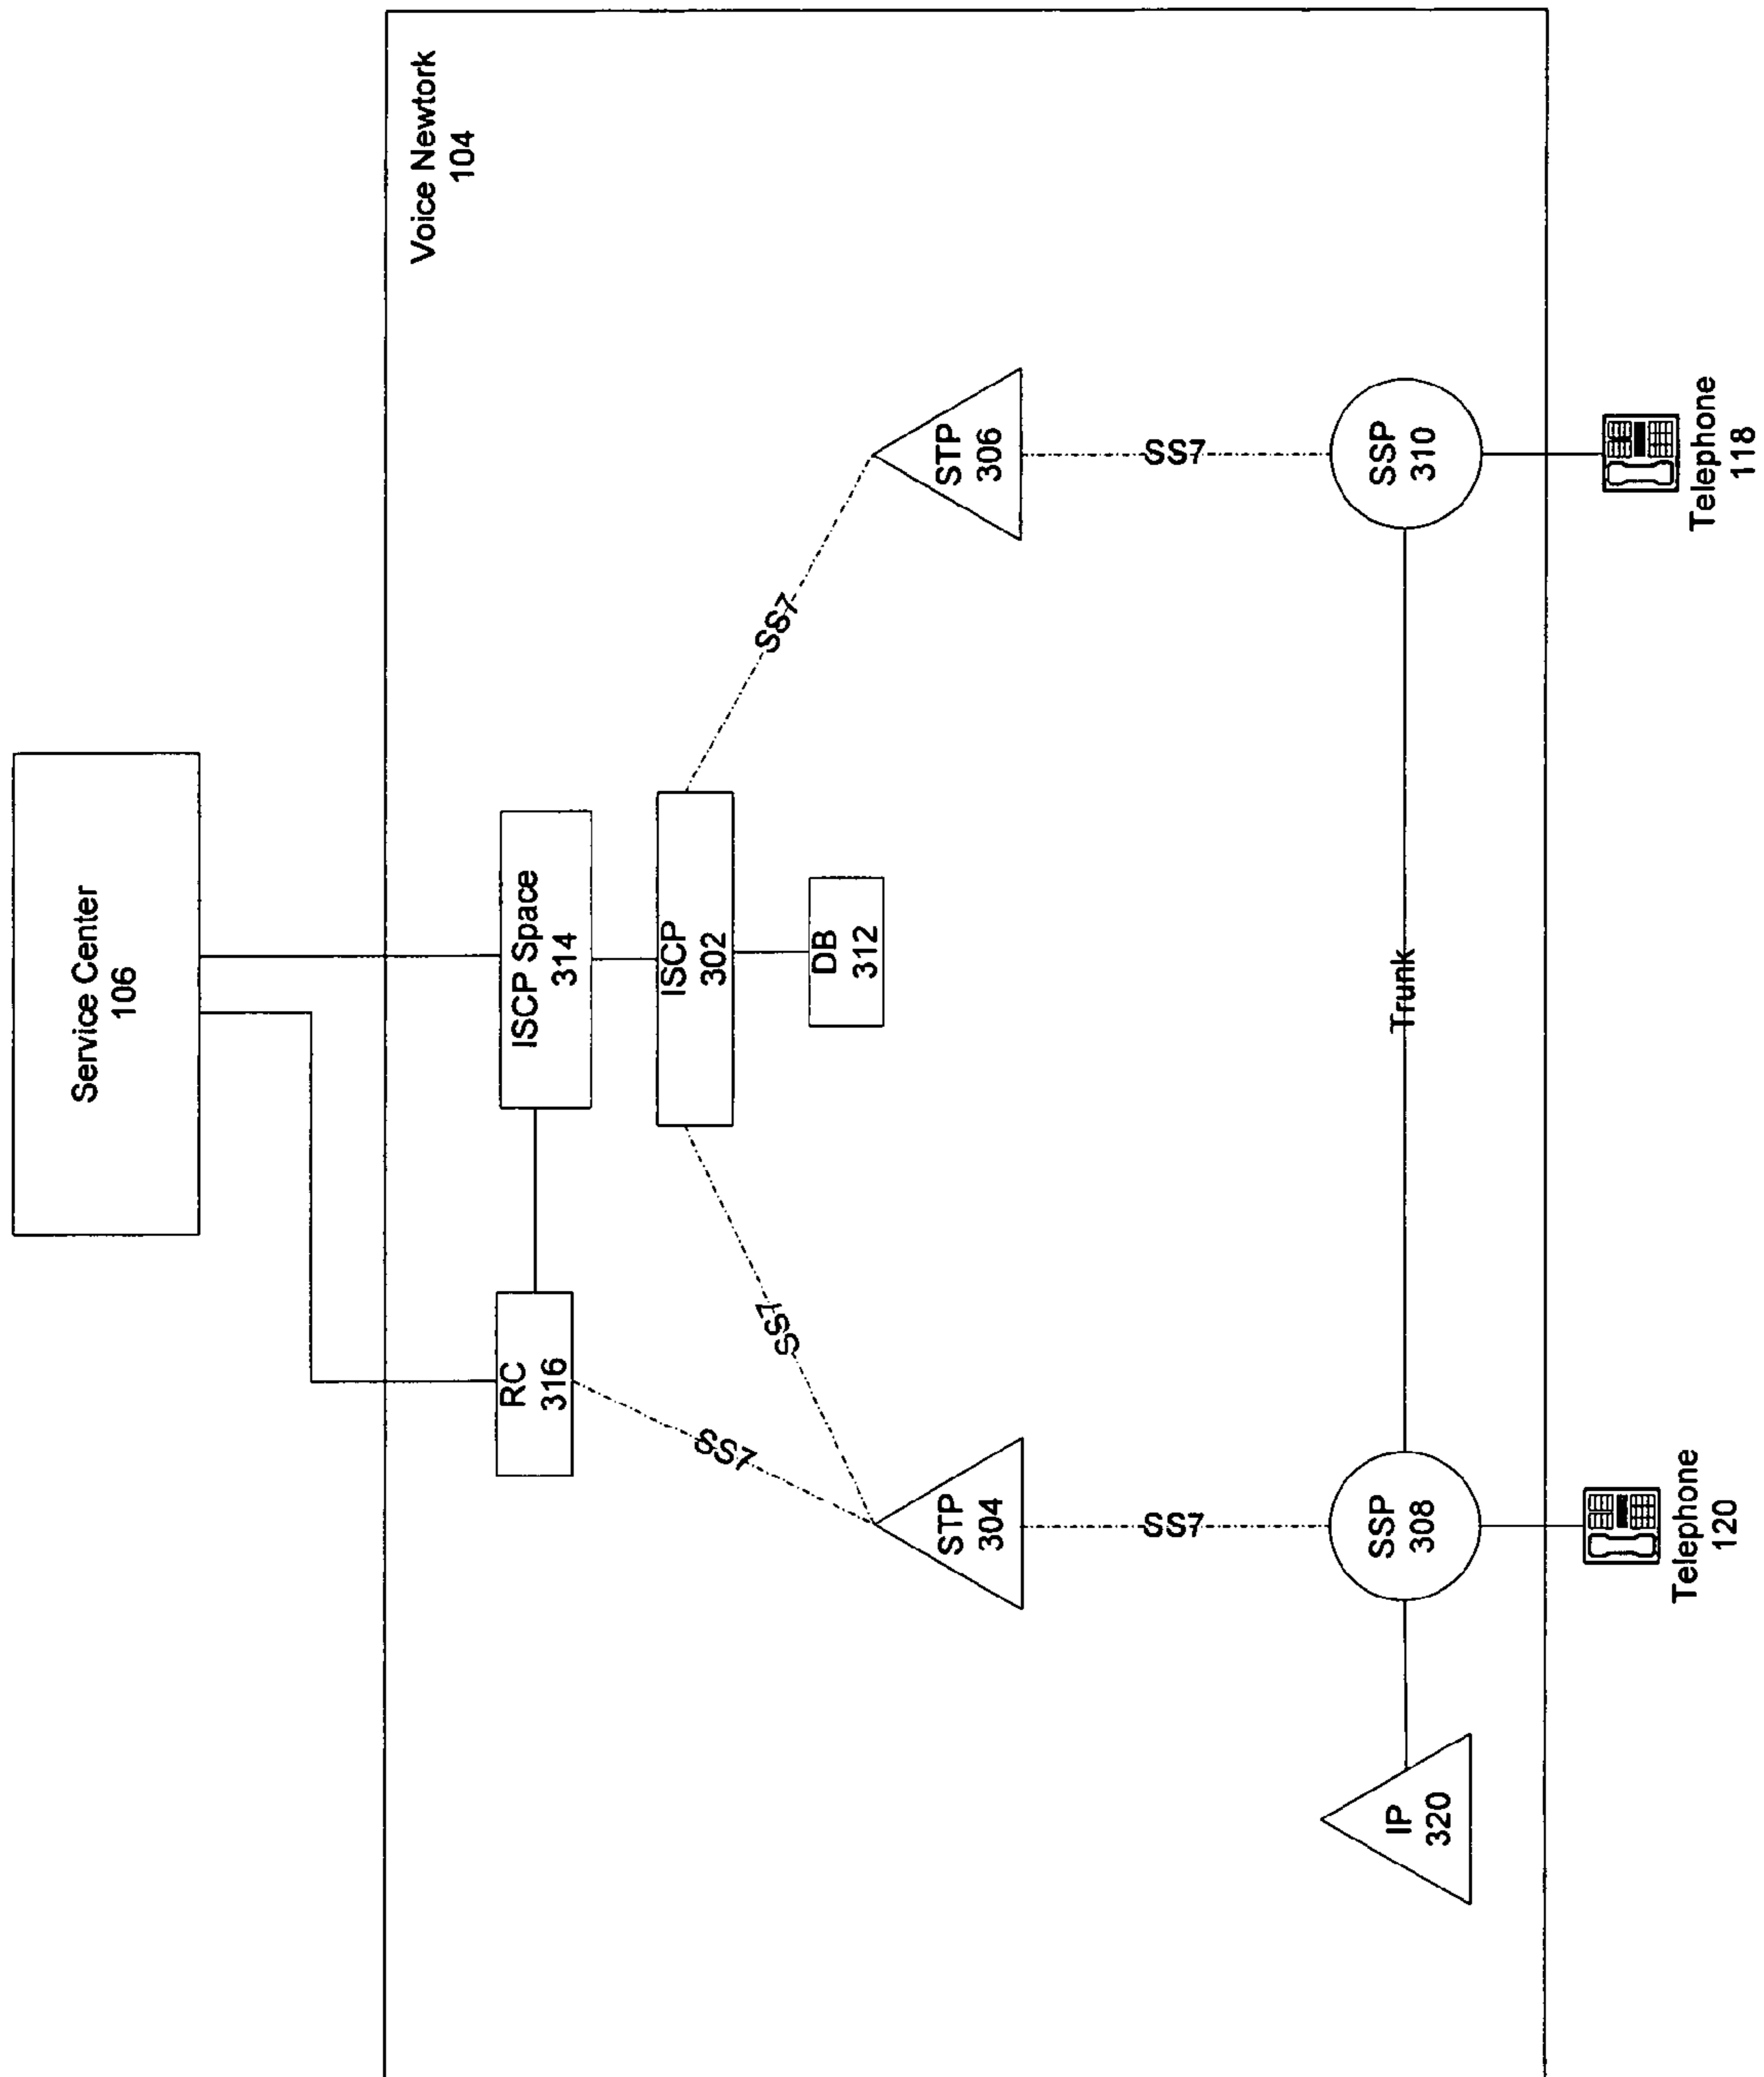 Service Center
106
Voice Newtork
104
ISCP Space
314
RC
316
ISCP
302
DB
312
SS7
SS7
SS7
STP
304
STP
306
SS7
SS7
IP
320
SSP
308
Trunk
SSP
310
Telephone
120
Telephone
118